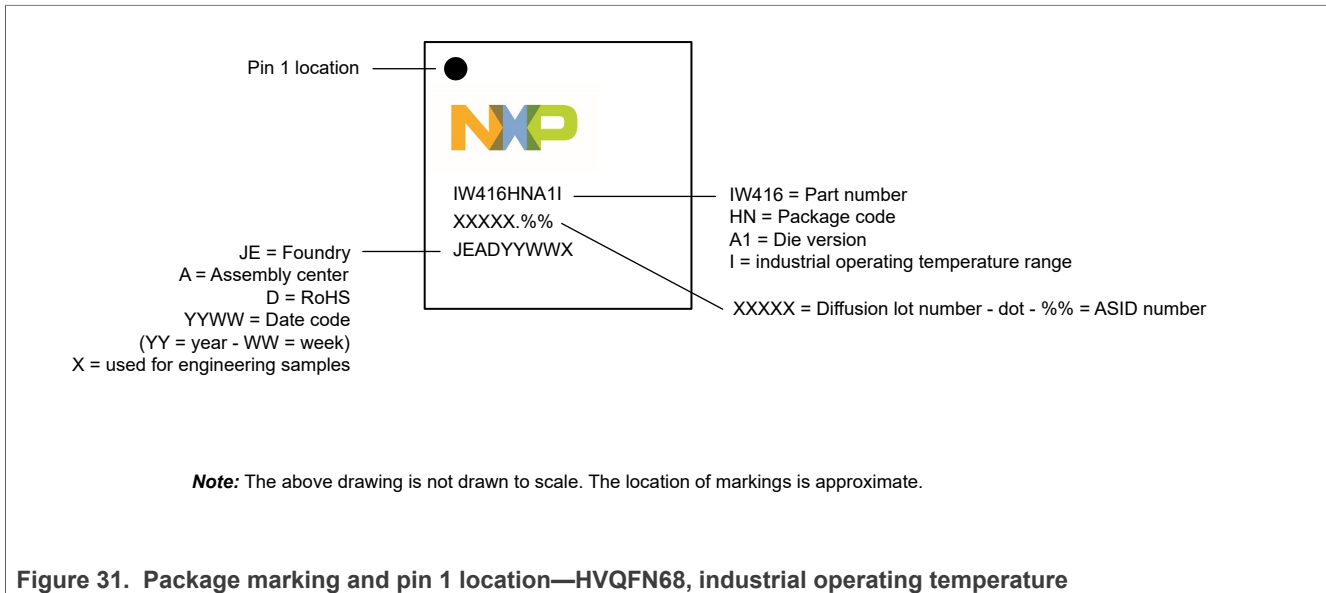 Pin 1 location
NXP
IW416HNA1I
XXXXX.%%
JEADYYWWX
IW416 = Part number
HN = Package code
A1 = Die version
I = industrial operating temperature range
JE = Foundry
A = Assembly center
D = RoHS
YYWW = Date code
(YY = year - WW = week)
X = used for engineering samples
XXXXX = Diffusion lot number - dot - %% = ASID number
Note: The above drawing is not drawn to scale. The location of markings is approximate.
Figure 31. Package marking and pin 1 location—HVQFN68, industrial operating temperature